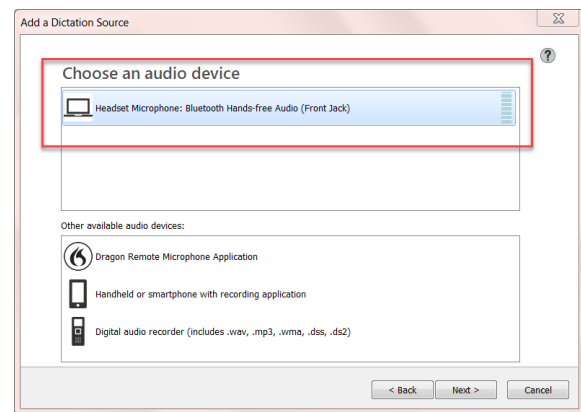 Add a Dictation Source
?
Choose an audio device
Headset Microphone: Bluetooth Hands-free Audio (Front Jack)
Other available audio devices:
Dragon Remote Microphone Application
Handheld or smartphone with recording application
Digital audio recorder (includes .wav, .mp3, .wma, .dss, .ds2)
< Back Next > Cancel